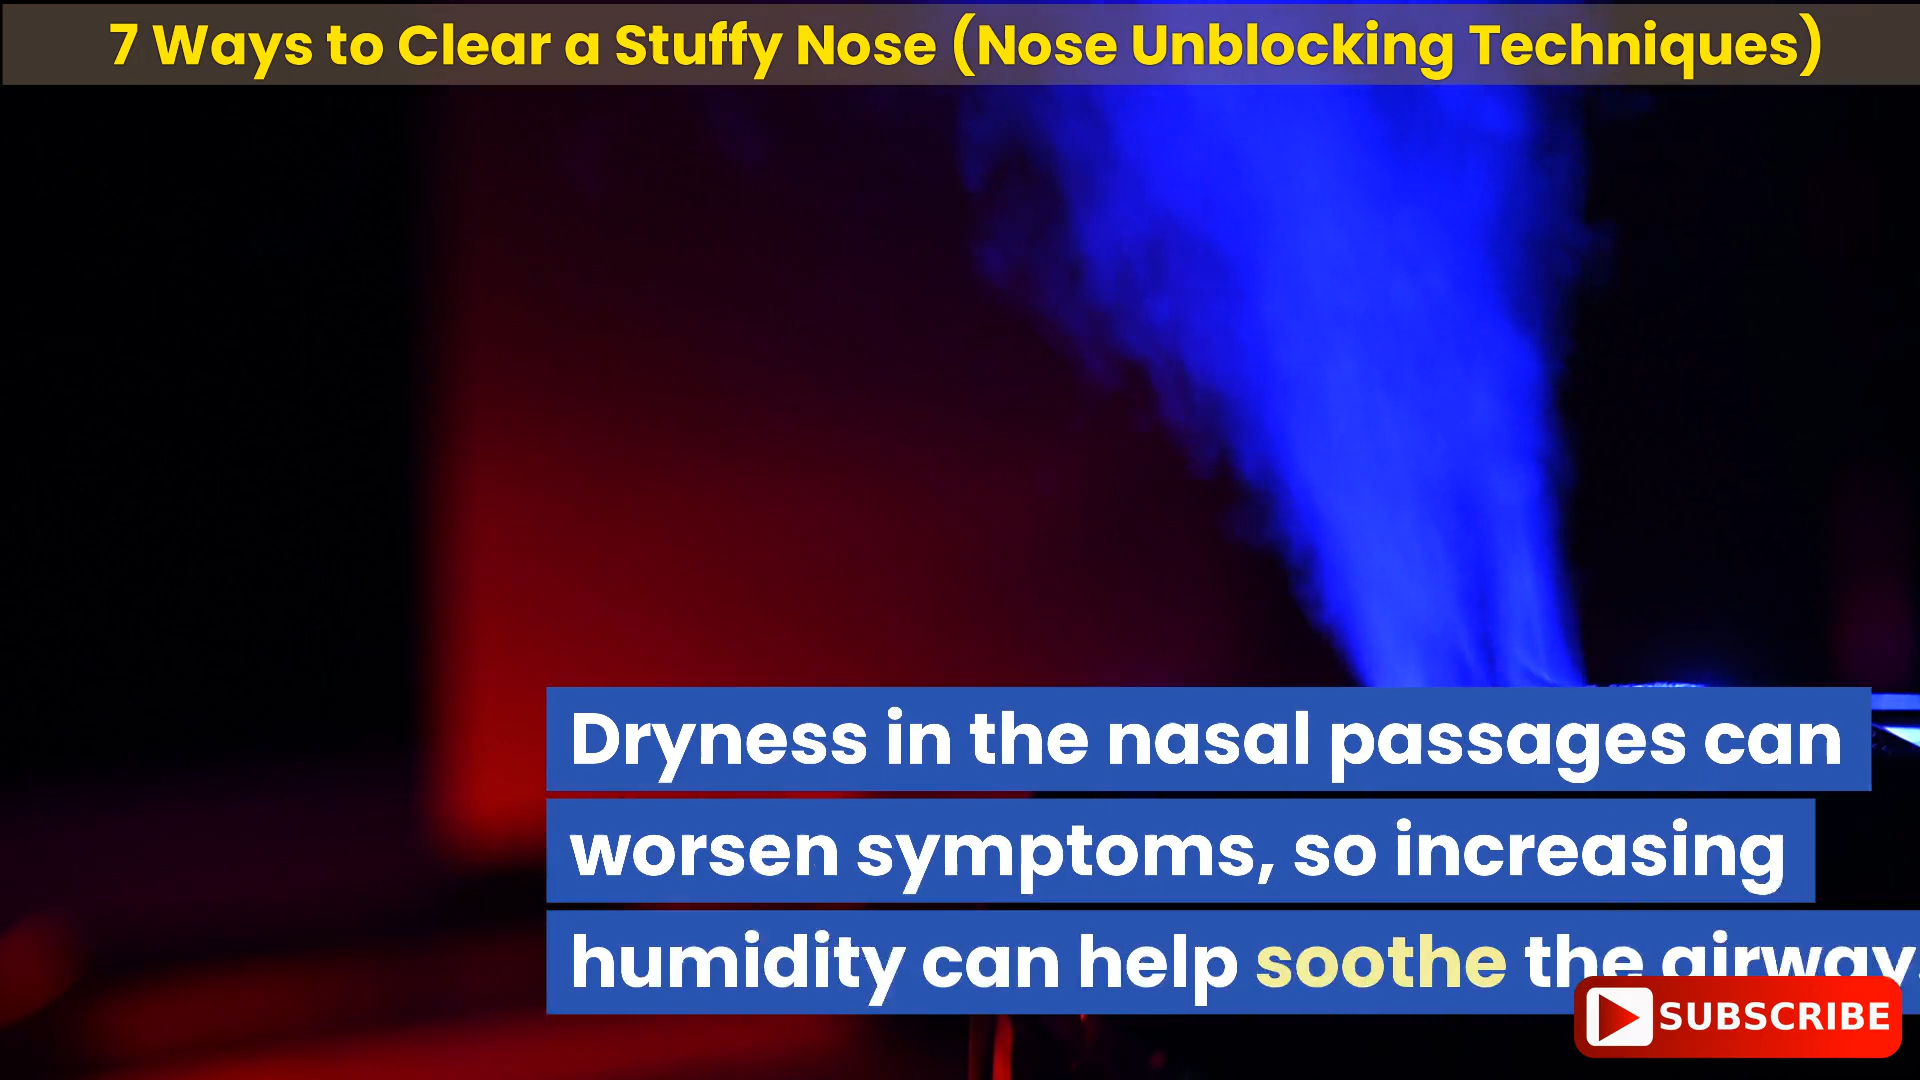 7 Ways to Clear a Stuffy Nose (Nose Unblocking Techniques)
Dryness in the nasal passages can
worsen symptoms, so increasing
humidity can help soothe the airways
SUBSCRIBE